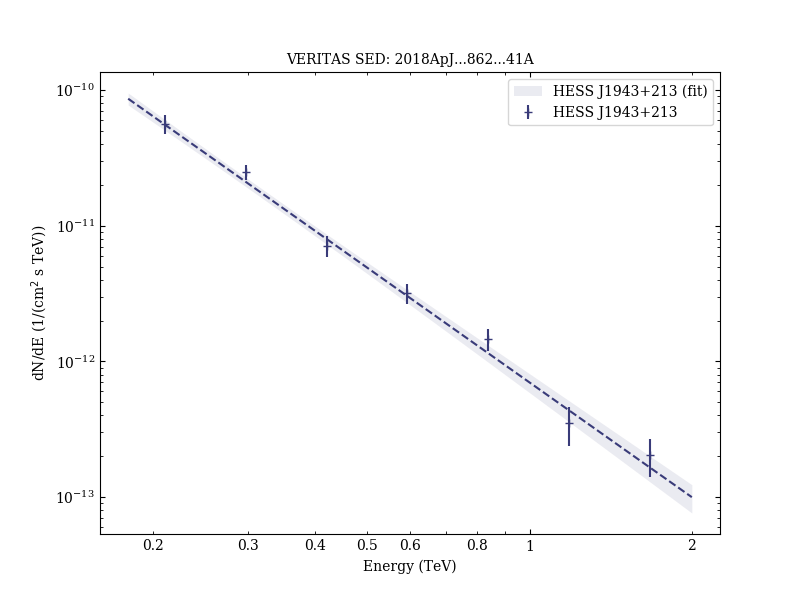 VERITAS SED: 2018ApJ...862...41A
HESS J1943+213 (fit)
HESS J1943+213
dN/dE (1/(cm² s TeV))
10⁻¹⁰
10⁻¹¹
10⁻¹²
10⁻¹³
0.2 0.3 0.4 0.5 0.6 0.8 1 2
Energy (TeV)